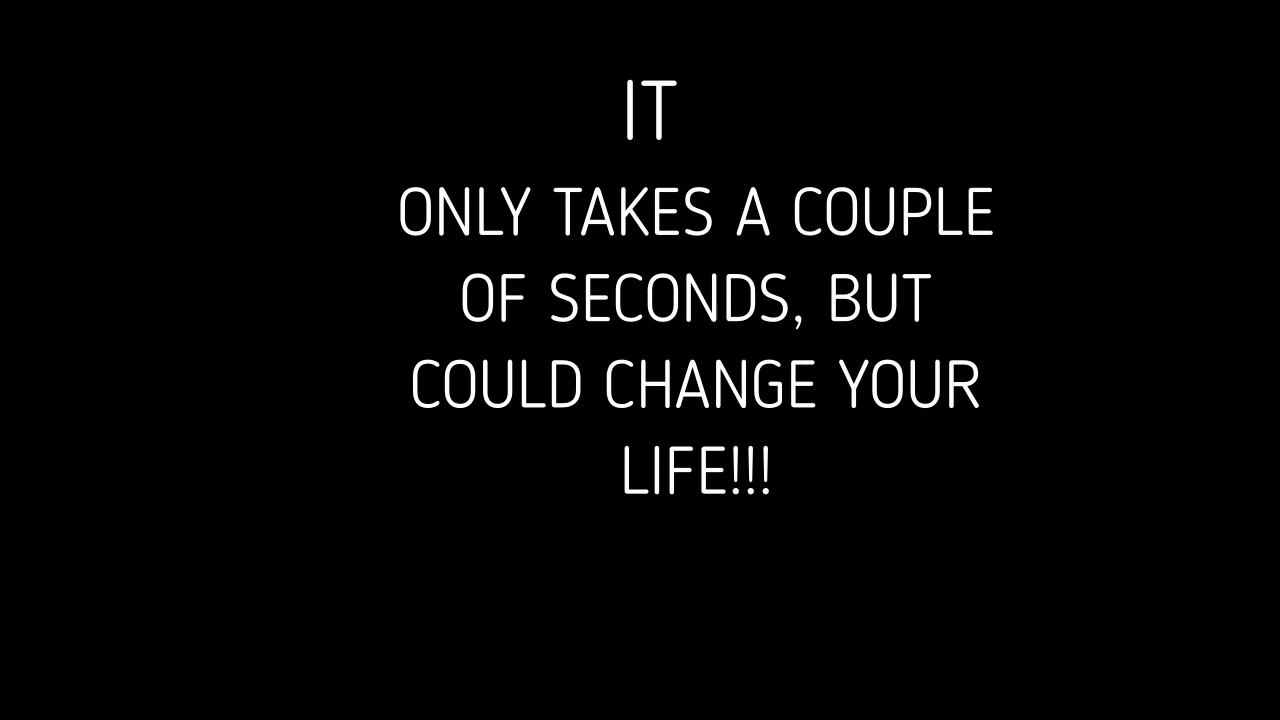 IT
ONLY TAKES A COUPLE
OF SECONDS, BUT
COULD CHANGE YOUR
LIFE!!!